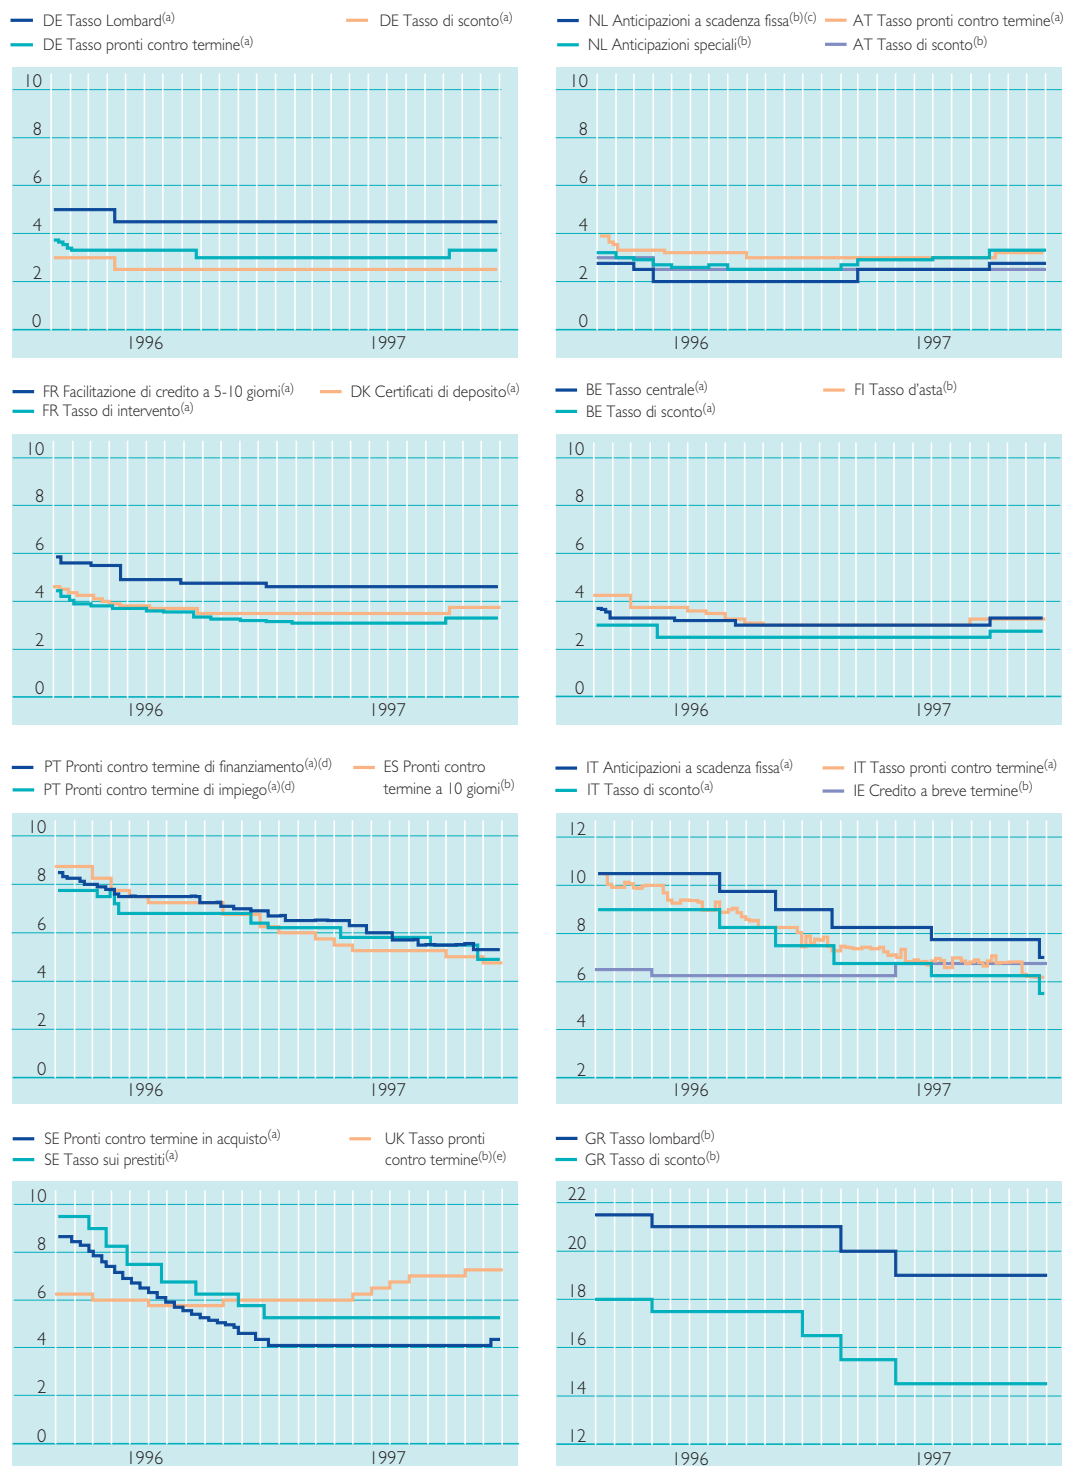 DE Tasso Lombard(a)
DE Tasso di sconto(a)
DE Tasso pronti contro termine(a)
10
8
6
4
2
0
1996
1997
NL Anticipazioni a scadenza fissa(b)(c)
AT Tasso pronti contro termine(a)
NL Anticipazioni speciali(b)
AT Tasso di sconto(b)
10
8
6
4
2
0
1996
1997
FR Facilitazione di credito a 5-10 giorni(a)
DK Certificati di deposito(a)
FR Tasso di intervento(a)
10
8
6
4
2
0
1996
1997
BE Tasso centrale(a)
FI Tasso d'asta(b)
BE Tasso di sconto(a)
10
8
6
4
2
0
1996
1997
PT Pronti contro termine di finanziamento(a)(d)
PT Pronti contro termine di impiego(a)(d)
ES Pronti contro
termine a 10 giorni(b)
10
8
6
4
2
0
1996
1997
IT Anticipazioni a scadenza fissa(a)
IT Tasso pronti contro termine(a)
IT Tasso di sconto(a)
IE Credito a breve termine(b)
12
10
8
6
4
2
1996
1997
SE Pronti contro termine in acquisto(a)
SE Tasso sui prestiti(a)
UK Tasso pronti
contro termine(b)(e)
10
8
6
4
2
0
1996
1997
GR Tasso lombard(b)
GR Tasso di sconto(b)
22
20
18
16
14
12
1996
1997